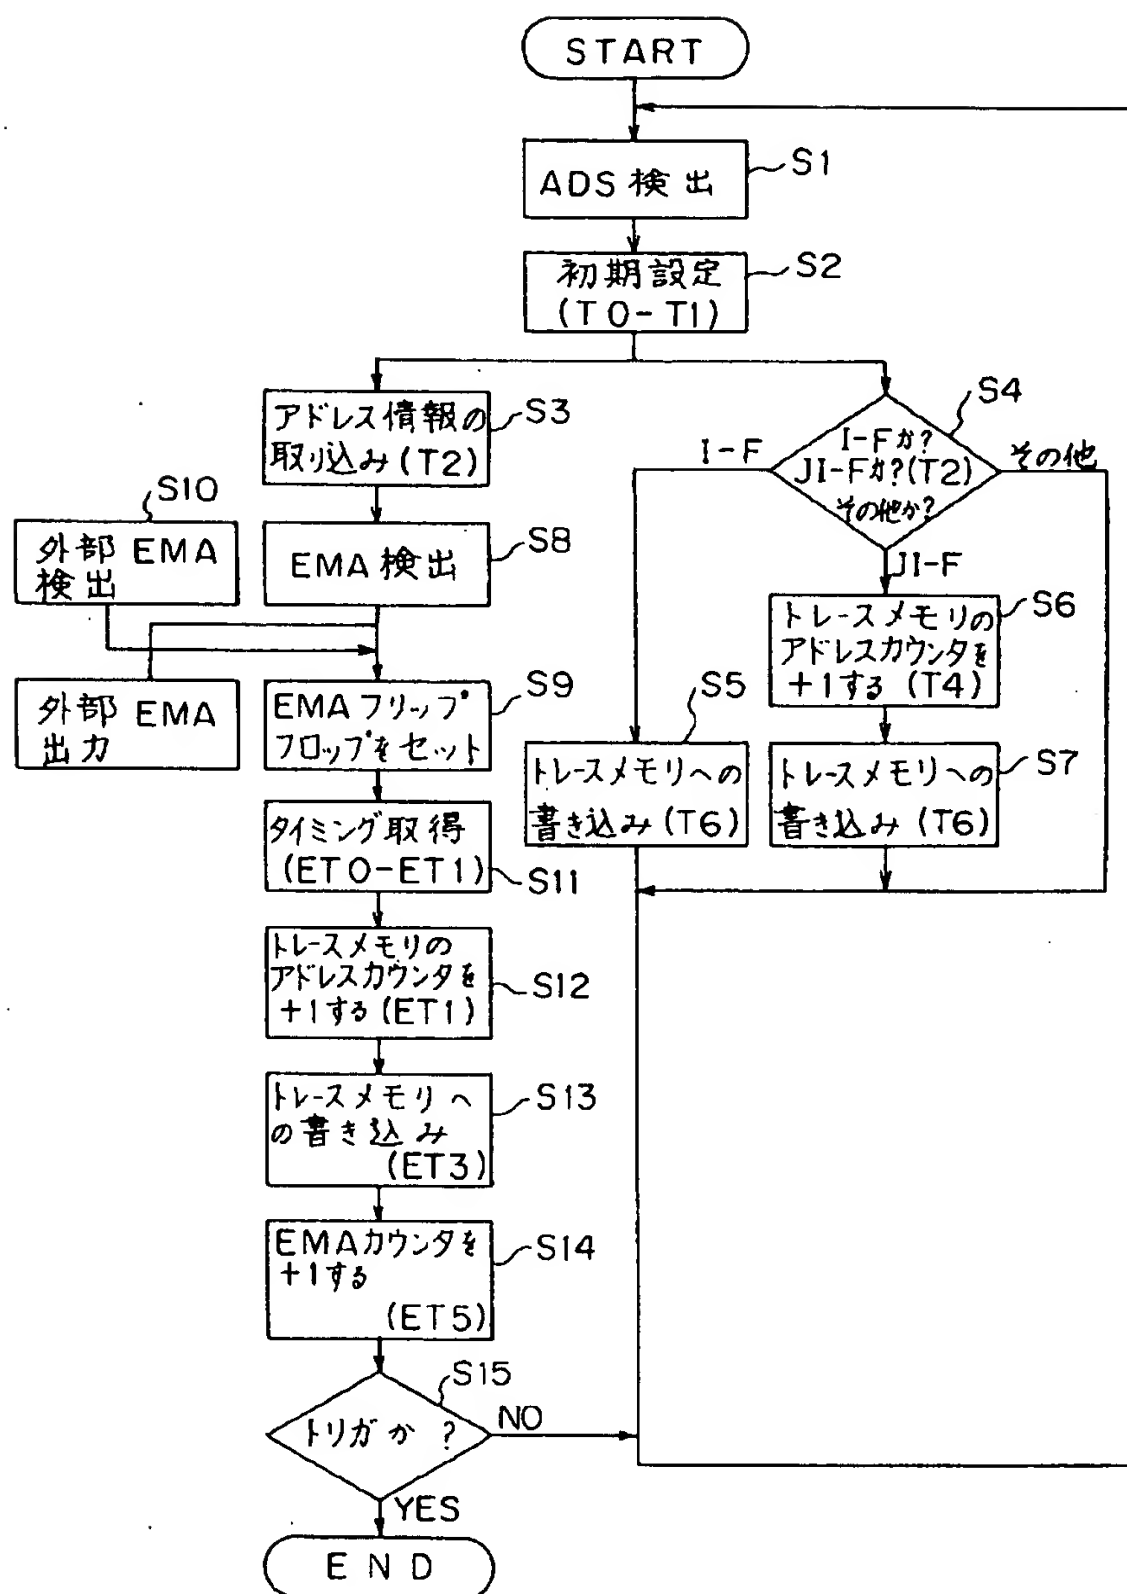 START
ADS 検出
S1
初期設定
(T0-T1)
S2
アドレス情報の
取り込み(T2)
S3
I-Fか?
JI-Fか?(T2)
その他か?
S4
I-F
その他
JI-F
S10
外部 EMA
検出
EMA 検出
S8
トレースメモリの
アドレスカウンタを
+1する (T4)
S6
外部 EMA
出力
EMAフリップ
フロップをセット
S9
トレースメモリへの
書き込み(T6)
S5
トレースメモリへの
書き込み(T6)
S7
タイミング取得
(ET0-ET1)
S11
トレースメモリの
アドレスカウンタを
+1する(ET1)
S12
トレースメモリへ
の書き込み
(ET3)
S13
EMAカウンタを
+1する
(ET5)
S14
トリガか ?
S15
NO
YES
END